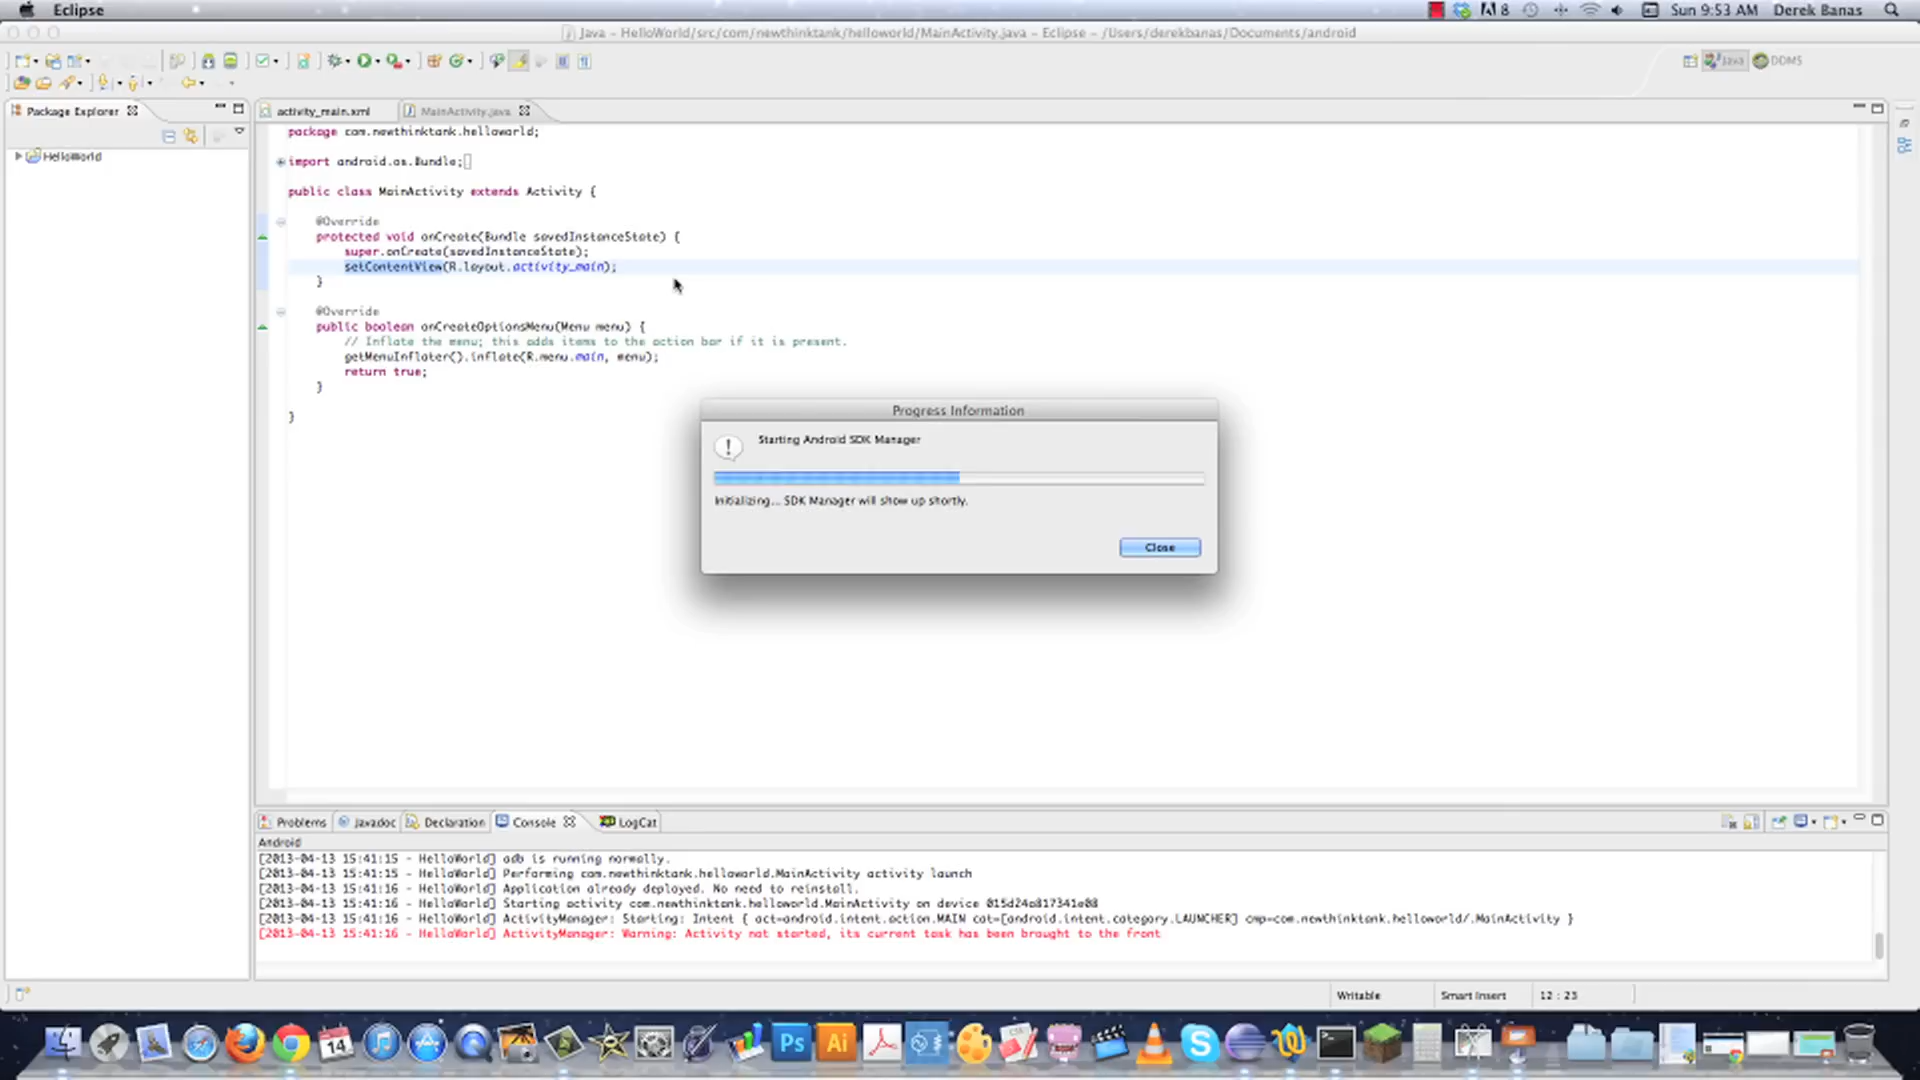 Eclipse
8
Sun 9:53 AM
Derek Banas
Java - HelloWorld/src/com/newthinktank/helloworld/MainActivity.java - Eclipse - /Users/derekbanas/Documents/android
Java
DDMS
Package Explorer
HelloWorld
activity_main.xml
MainActivity.java
package com.newthinktank.helloworld;
import android.os.Bundle;
public class MainActivity extends Activity {
@Override
protected void onCreate(Bundle savedInstanceState) {
super.onCreate(savedInstanceState);
setContentView(R.layout.activity_main);
}
@Override
public boolean onCreateOptionsMenu(Menu menu) {
// Inflate the menu; this adds items to the action bar if it is present.
getMenuInflater().inflate(R.menu.main, menu);
return true;
}
}
Progress Information
Starting Android SDK Manager
Initializing... SDK Manager will show up shortly.
Close
Problems
Javadoc
Declaration
Console
LogCat
Android
[2013-04-13 15:41:15 - HelloWorld] adb is running normally.
[2013-04-13 15:41:15 - HelloWorld] Performing com.newthinktank.helloworld.MainActivity activity launch
[2013-04-13 15:41:16 - HelloWorld] Application already deployed. No need to reinstall.
[2013-04-13 15:41:16 - HelloWorld] Starting activity com.newthinktank.helloworld.MainActivity on device 015d24a817341e08
[2013-04-13 15:41:16 - HelloWorld] ActivityManager: Starting: Intent { act=android.intent.action.MAIN cat=[android.intent.category.LAUNCHER] cmp=com.newthinktank.helloworld/.MainActivity }
[2013-04-13 15:41:16 - HelloWorld] ActivityManager: Warning: Activity not started, its current task has been brought to the front
Writable
Smart Insert
12 : 23
14
Ps
Ai
S